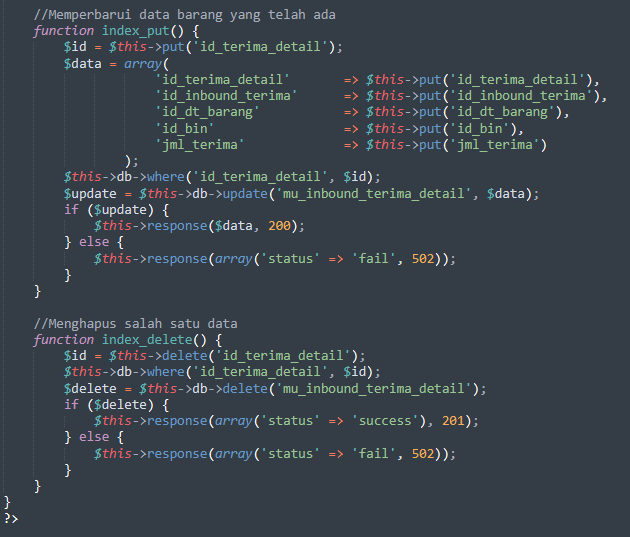 //Memperbarui data barang yang telah ada
function index_put() {
$id = $this->put('id_terima_detail');
$data = array(
'id_terima_detail' => $this->put('id_terima_detail'),
'id_inbound_terima' => $this->put('id_inbound_terima'),
'id_dt_barang' => $this->put('id_dt_barang'),
'id_bin' => $this->put('id_bin'),
'jml_terima' => $this->put('jml_terima')
);
$this->db->where('id_terima_detail', $id);
$update = $this->db->update('mu_inbound_terima_detail', $data);
if ($update) {
$this->response($data, 200);
} else {
$this->response(array('status' => 'fail', 502));
}
}
//Menghapus salah satu data
function index_delete() {
$id = $this->delete('id_terima_detail');
$this->db->where('id_terima_detail', $id);
$delete = $this->db->delete('mu_inbound_terima_detail');
if ($delete) {
$this->response(array('status' => 'success'), 201);
} else {
$this->response(array('status' => 'fail', 502));
}
}
}
?>